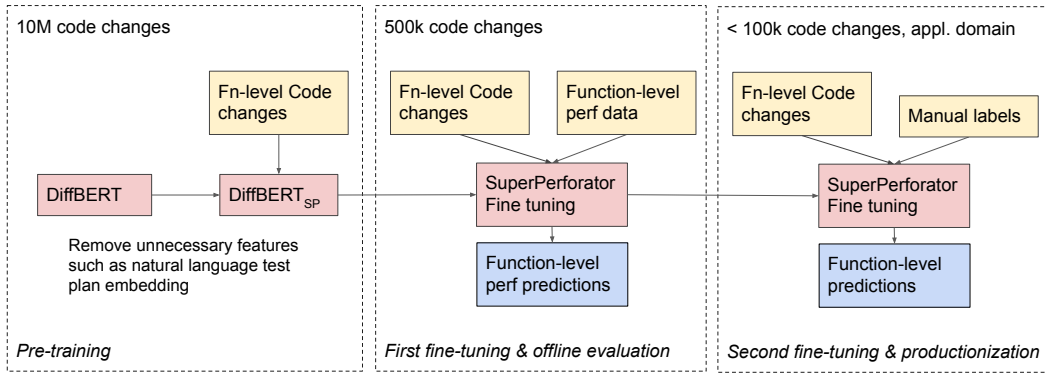 10M code changes
Fn-level Code
changes
DiffBERT
DiffBERT_SP
Remove unnecessary features
such as natural language test
plan embedding
Pre-training
500k code changes
Fn-level Code
changes
Function-level
perf data
SuperPerforator
Fine tuning
Function-level
perf predictions
First fine-tuning & offline evaluation
< 100k code changes, appl. domain
Fn-level Code
changes
Manual labels
SuperPerforator
Fine tuning
Function-level
predictions
Second fine-tuning & productionization